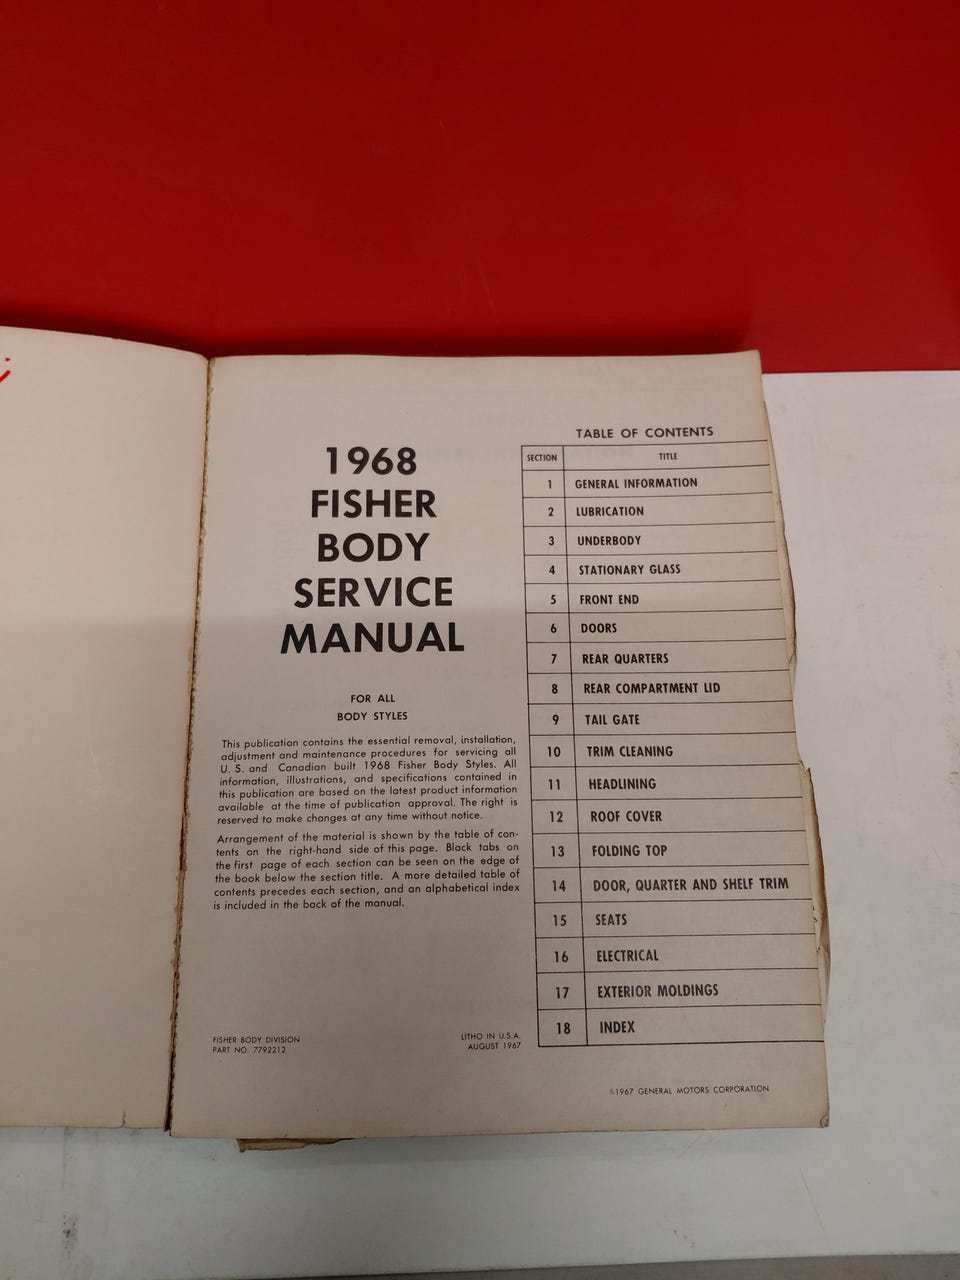 1968
FISHER
BODY
SERVICE
MANUAL
FOR ALL
BODY STYLES
This publication contains the essential removal, installation,
adjustment and maintenance procedures for servicing all
U. S. and Canadian built 1968 Fisher Body Styles. All
information, illustrations, and specifications contained in
this publication are based on the latest product information
available at the time of publication approval. The right is
reserved to make changes at any time without notice.
Arrangement of the material is shown by the table of con-
tents on the right-hand side of this page. Black tabs on
the first page of each section can be seen on the edge of
the book below the section title. A more detailed table of
contents precedes each section, and an alphabetical index
is included in the back of the manual.
FISHER BODY DIVISION
PART NO. 7792212
LITHO IN U.S.A.
AUGUST 1967
TABLE OF CONTENTS
SECTION TITLE
1 GENERAL INFORMATION
2 LUBRICATION
3 UNDERBODY
4 STATIONARY GLASS
5 FRONT END
6 DOORS
7 REAR QUARTERS
8 REAR COMPARTMENT LID
9 TAIL GATE
10 TRIM CLEANING
11 HEADLINING
12 ROOF COVER
13 FOLDING TOP
14 DOOR, QUARTER AND SHELF TRIM
15 SEATS
16 ELECTRICAL
17 EXTERIOR MOLDINGS
18 INDEX
©1967 GENERAL MOTORS CORPORATION